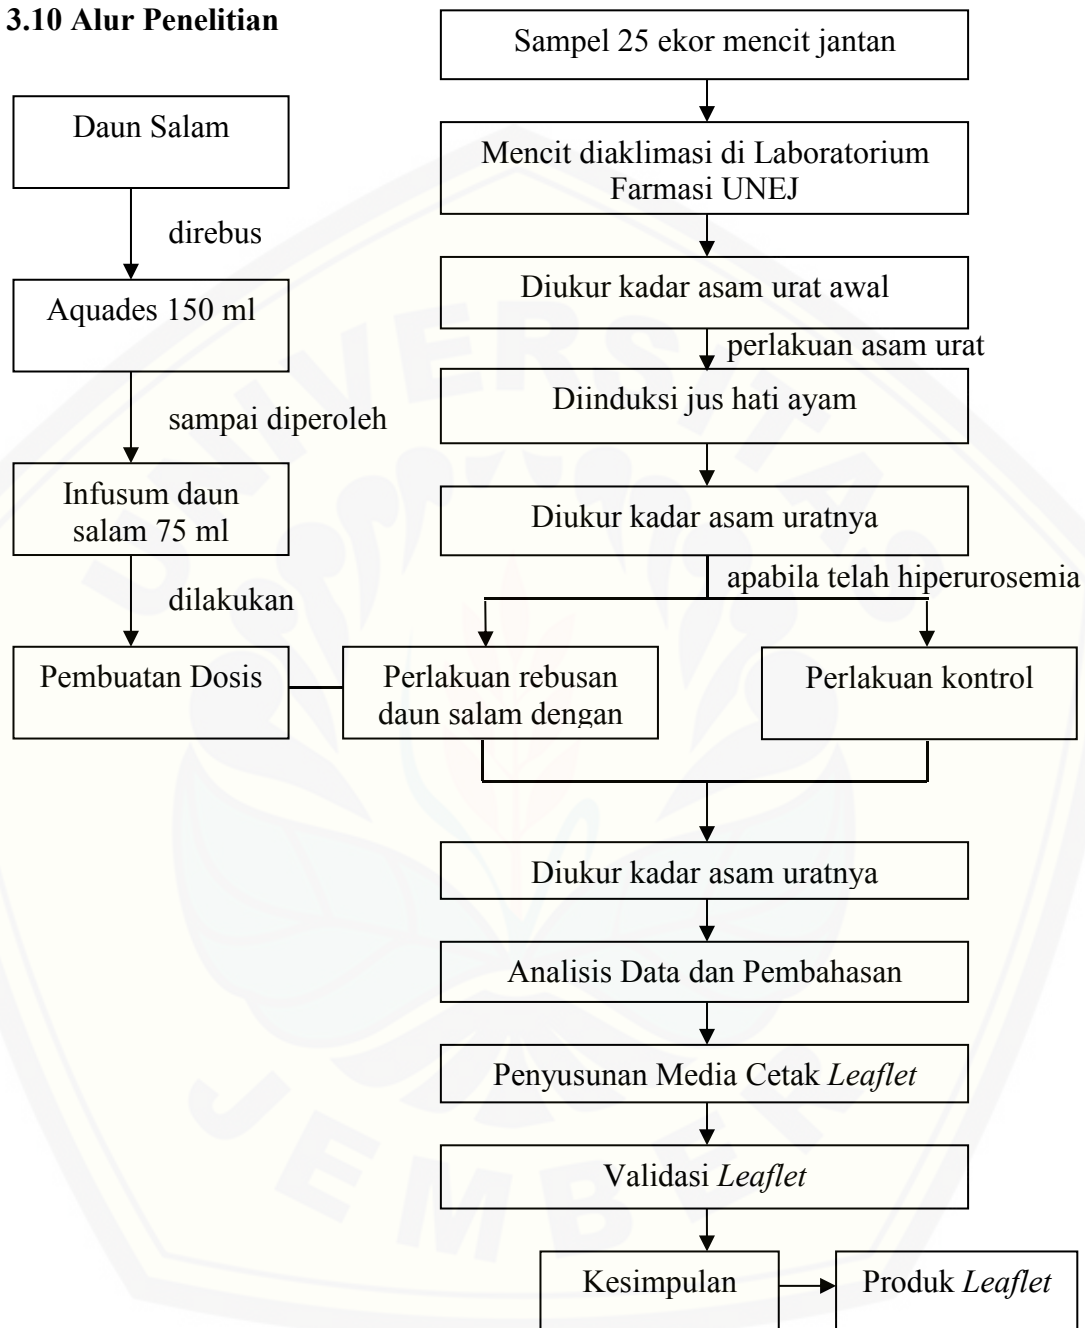 3.10 Alur Penelitian
Sampel 25 ekor mencit jantan
Daun Salam
Mencit diaklimasi di Laboratorium
Farmasi UNEJ
direbus
Diukur kadar asam urat awal
Aquades 150 ml
perlakuan asam urat
Diinduksi jus hati ayam
sampai diperoleh
Infusum daun
salam 75 ml
Diukur kadar asam uratnya
apabila telah hiperurosemia
dilakukan
Pembuatan Dosis
Perlakuan rebusan
daun salam dengan
Perlakuan kontrol
Diukur kadar asam uratnya
Analisis Data dan Pembahasan
Penyusunan Media Cetak Leaflet
Validasi Leaflet
Kesimpulan
Produk Leaflet
UNIVERSITAS
JEMBER